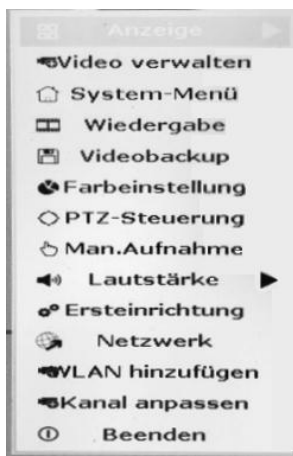 Anzeige
Video verwalten
System-Menü
Wiedergabe
Videobackup
Farbeinstellung
PTZ-Steuerung
Man.Aufnahme
Lautstärke
Ersteinrichtung
Netzwerk
WLAN hinzufügen
Kanal anpassen
Beenden